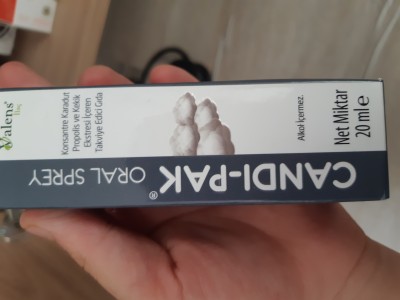 Valens®
İlaç
Konsantre Karadut
Propolis ve Kekik
Ekstresi İçeren
Takviye Edici Gıda
Alkol İçermez.
Net Miktar
20 ml e
CANDI-PAK®
ORAL SPREY